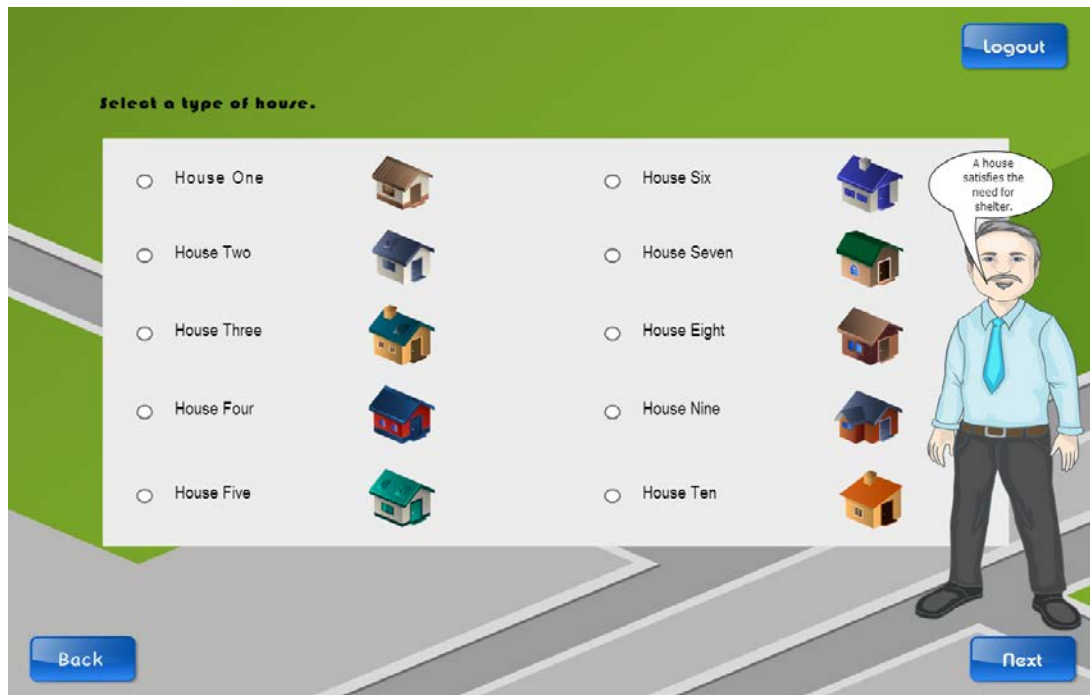 Logout
Select a type of house.
House One
House Six
A house
satisfies the
need for
shelter.
House Two
House Seven
House Three
House Eight
House Four
House Nine
House Five
House Ten
Back
Next